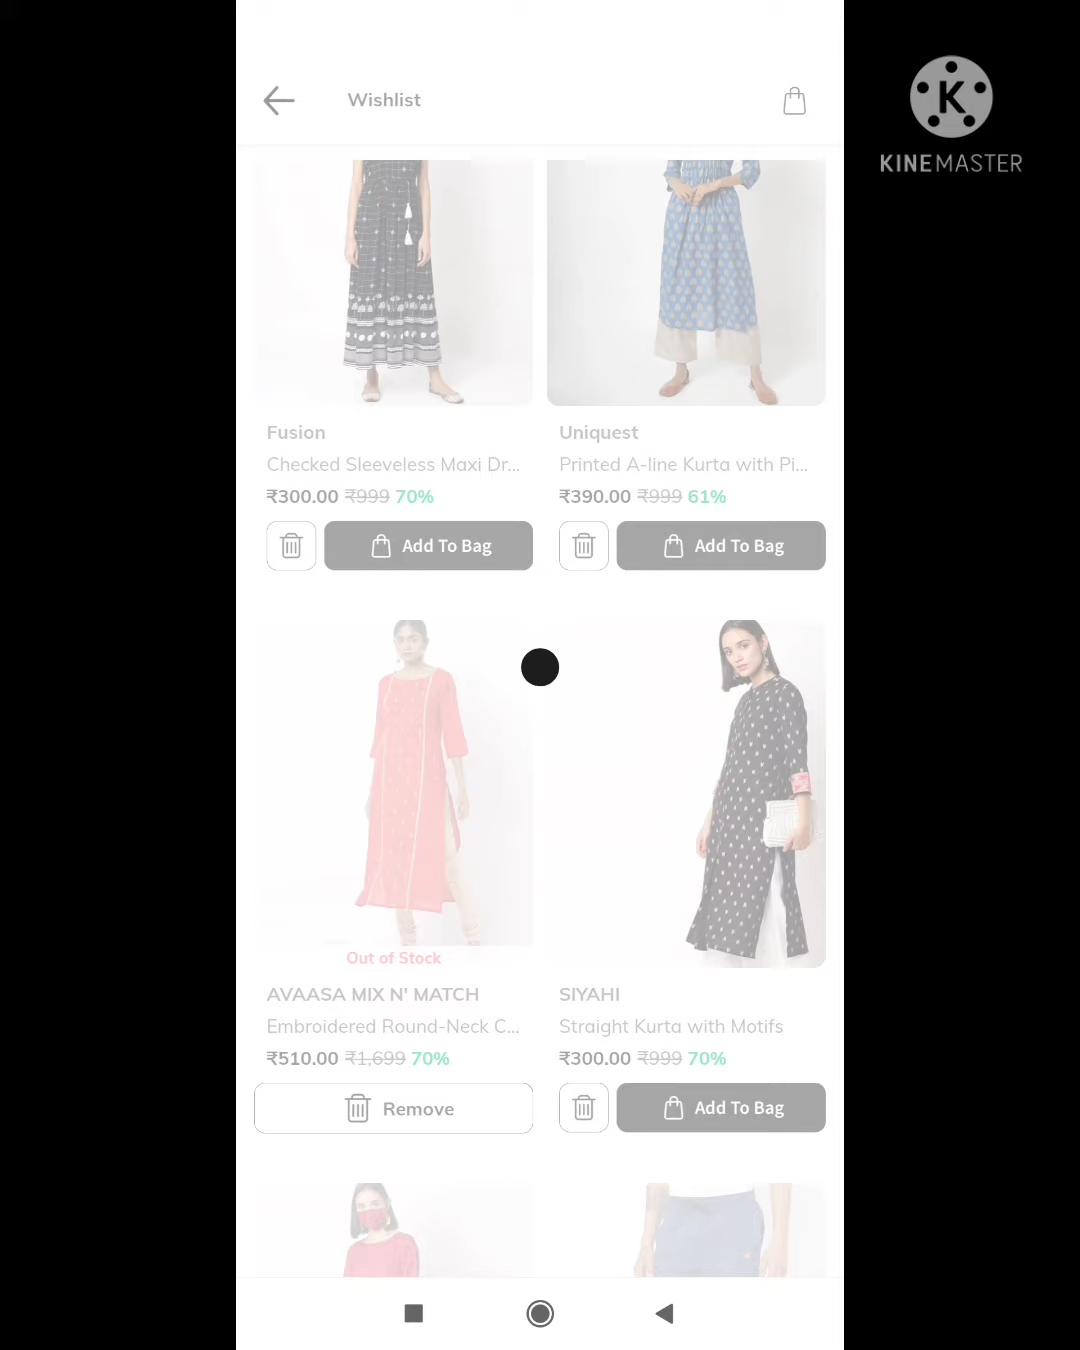 Wishlist
K
KINEMASTER
Fusion
Checked Sleeveless Maxi Dr...
₹300.00 ₹999 70%
Add To Bag
Uniquest
Printed A-line Kurta with Pi...
₹390.00 ₹999 61%
Add To Bag
Out of Stock
AVAASA MIX N' MATCH
Embroidered Round-Neck C...
₹510.00 ₹1,699 70%
Remove
SIYAHI
Straight Kurta with Motifs
₹300.00 ₹999 70%
Add To Bag